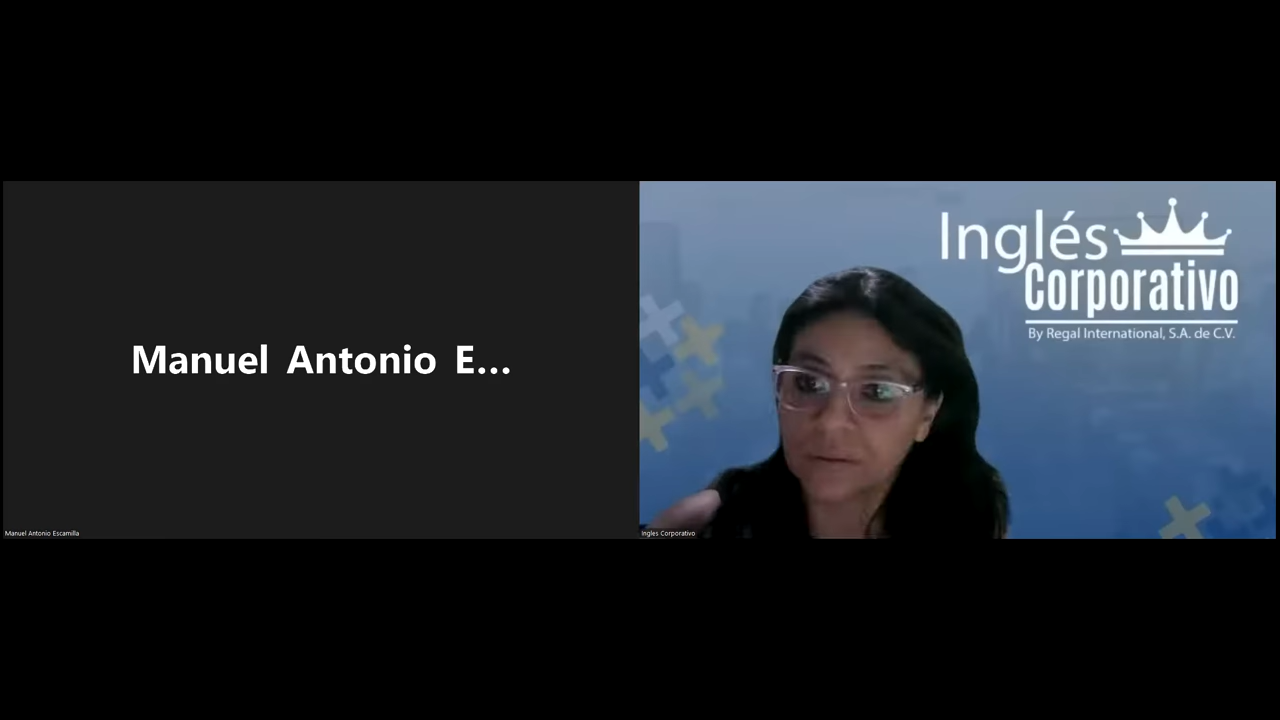 Manuel Antonio E...
Manuel Antonio Escamilla
Inglés
Corporativo
By Regal International, S.A. de C.V.
Ingles Corporativo